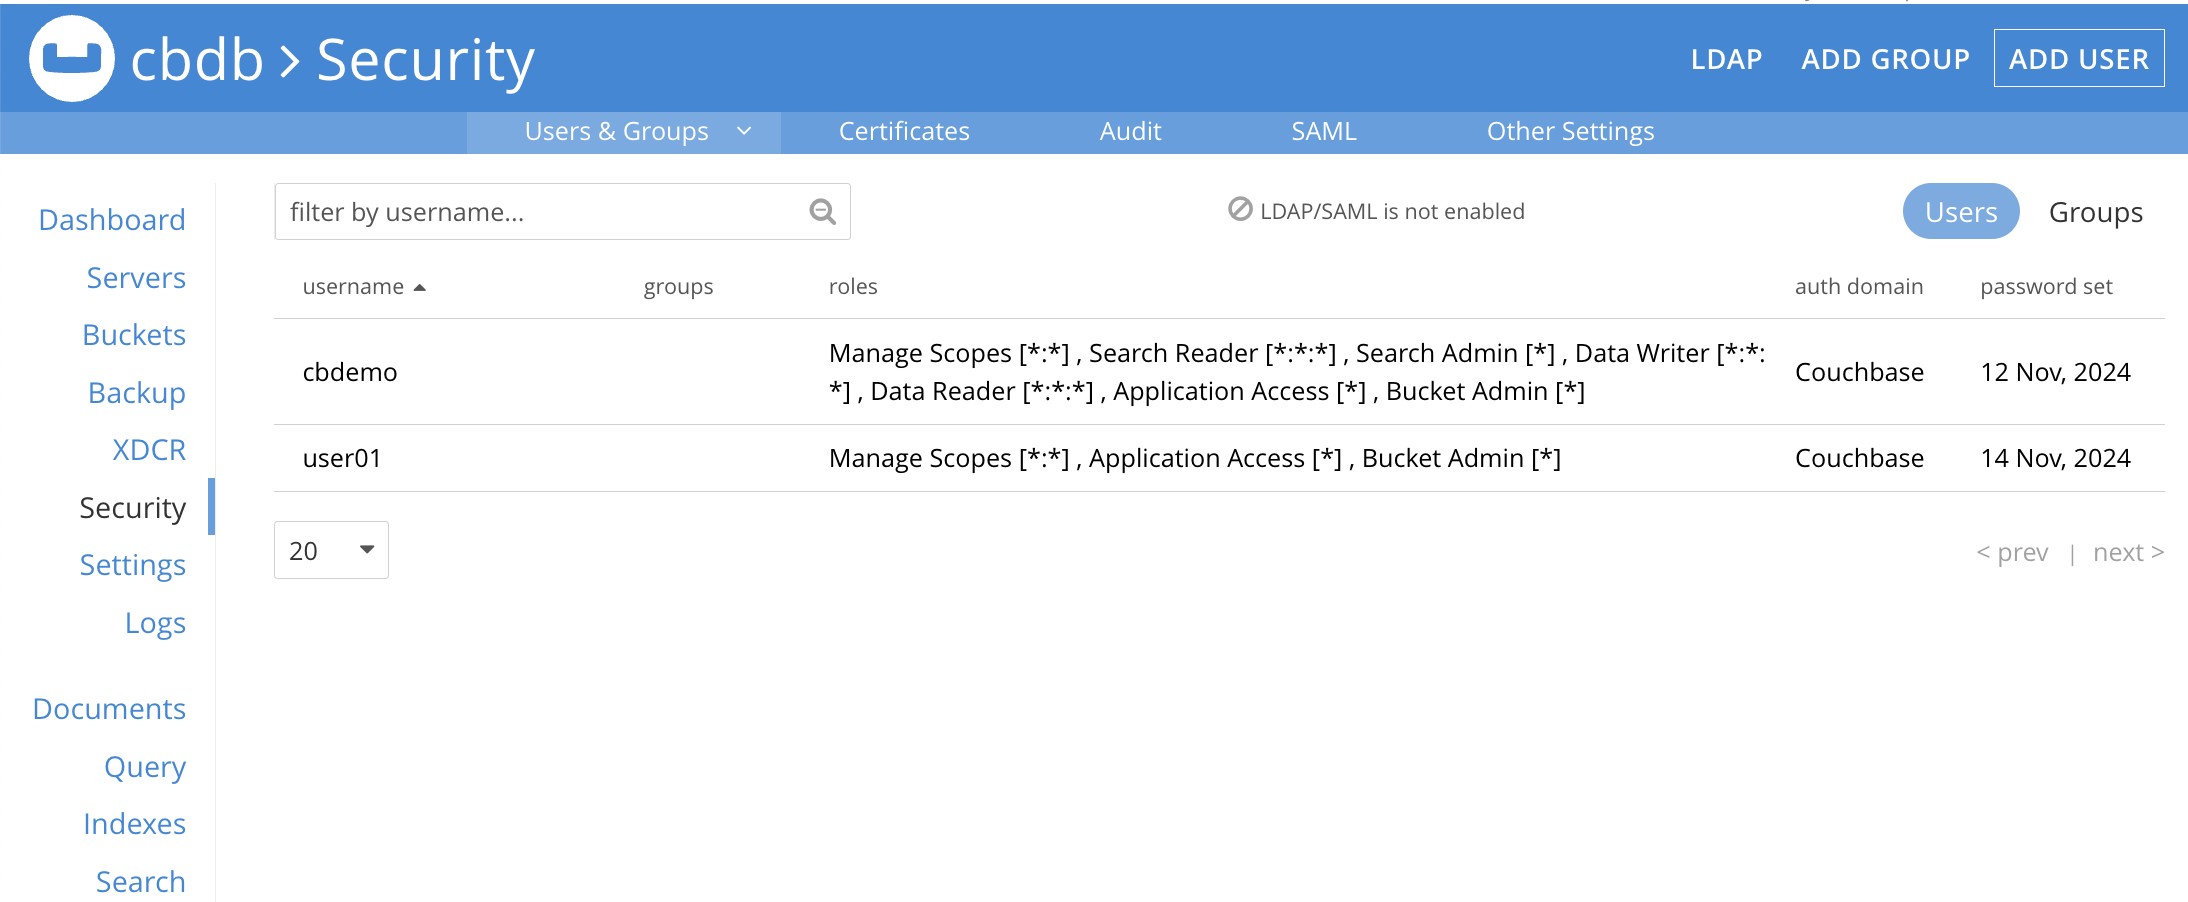 cbdb > Security
LDAP ADD GROUP ADD USER
Users & Groups Certificates Audit SAML Other Settings
Dashboard
Servers
Buckets
Backup
XDCR
Security
Settings
Logs
Documents
Query
Indexes
Search
filter by username...
LDAP/SAML is not enabled
Users Groups
username groups roles auth domain password set
cbdemo
Manage Scopes [*:*] , Search Reader [*:*:*] , Search Admin [*] , Data Writer [*:*:
*] , Data Reader [*:*:*] , Application Access [*] , Bucket Admin [*]
Couchbase 12 Nov, 2024
user01 Manage Scopes [*:*] , Application Access [*] , Bucket Admin [*] Couchbase 14 Nov, 2024
20
< prev | next >